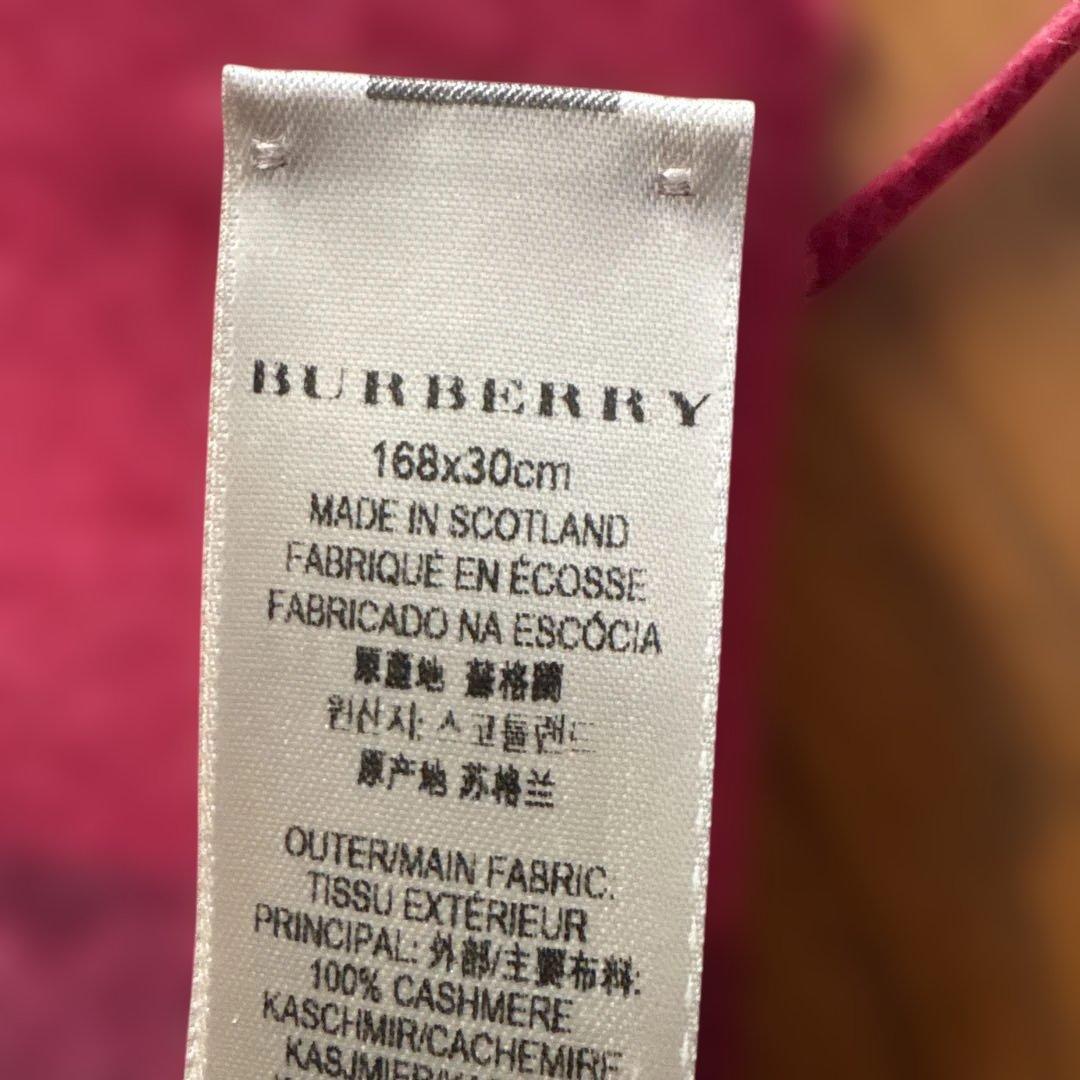 BURBERRY
168x30cm
MADE IN SCOTLAND
FABRIQUÉ EN ÉCOSSE
FABRICADO NA ESCÓCIA
原產地 蘇格蘭
원산지: 스코틀랜드
原产地 苏格兰
OUTER/MAIN FABRIC.
TISSU EXTÉRIEUR
PRINCIPAL: 外部/主要布料:
100% CASHMERE
KASCHMIR/CACHEMIRE